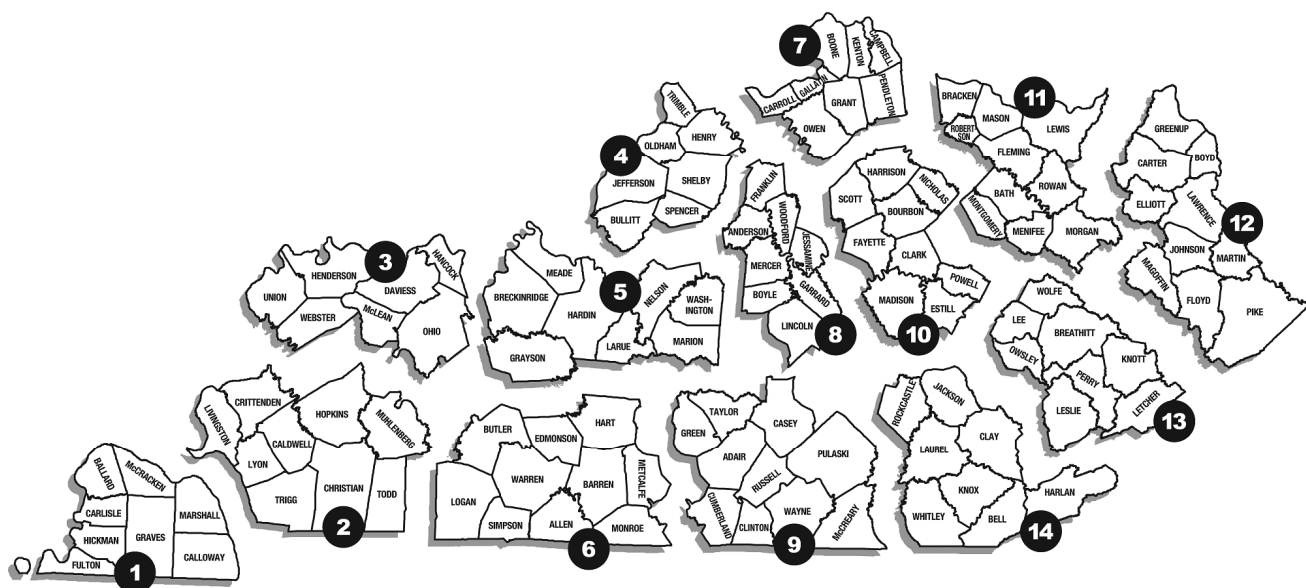 BALLARD
McCRACKEN
CARLISLE
HICKMAN
FULTON
GRAVES
MARSHALL
CALLOWAY
1
LIVINGSTON
CRITTENDEN
HOPKINS
MUHLENBERG
CALDWELL
LYON
TRIGG
CHRISTIAN
TODD
2
HENDERSON
3
HANCOCK
DAVIESS
UNION
WEBSTER
McLEAN
OHIO
TRIMBLE
HENRY
OLDHAM
4
JEFFERSON
SHELBY
BULLITT
SPENCER
MEADE
BRECKINRIDGE
5
NELSON
WASH-
INGTON
HARDIN
GRAYSON
LARUE
MARION
BUTLER
EDMONSON
HART
WARREN
BARREN
METCALFE
LOGAN
SIMPSON
ALLEN
MONROE
6
7
BOONE
KENTON
CAMPBELL
CARROLL
GALLATIN
GRANT
PENDLETON
OWEN
FRANKLIN
WOODFORD
ANDERSON
JESSAMINE
MERCER
GARRARD
BOYLE
LINCOLN
8
TAYLOR
GREEN
CASEY
ADAIR
PULASKI
RUSSELL
CUMBERLAND
CLINTON
WAYNE
McCREARY
9
HARRISON
NICHOLAS
SCOTT
BOURBON
FAYETTE
CLARK
POWELL
MADISON
ESTILL
10
BRACKEN
MASON
11
LEWIS
ROBERT-
SON
FLEMING
BATH
ROWAN
MONTGOMERY
MENIFEE
MORGAN
GREENUP
CARTER
BOYD
ELLIOTT
LAWRENCE
12
JOHNSON
MARTIN
MAGOFFIN
FLOYD
PIKE
WOLFE
LEE
BREATHITT
OWSLEY
KNOTT
PERRY
LESLIE
LETCHER
13
ROCKCASTLE
JACKSON
LAUREL
CLAY
KNOX
HARLAN
WHITLEY
BELL
14